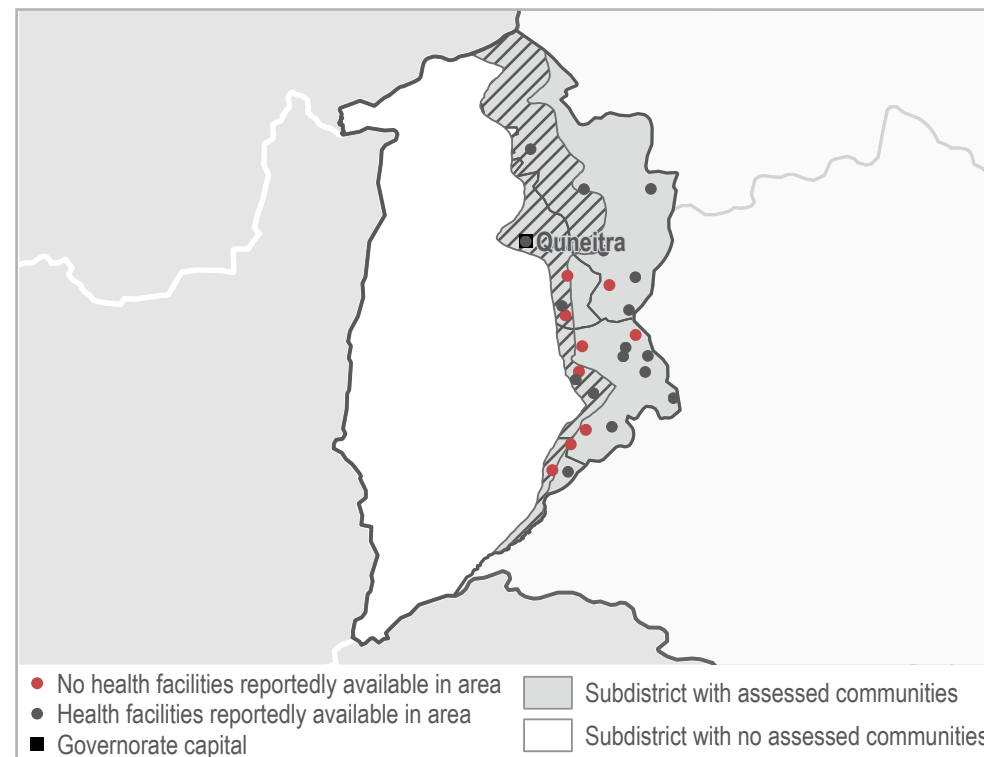 Quneitra
No health facilities reportedly available in area
Health facilities reportedly available in area
Governorate capital
Subdistrict with assessed communities
Subdistrict with no assessed communities